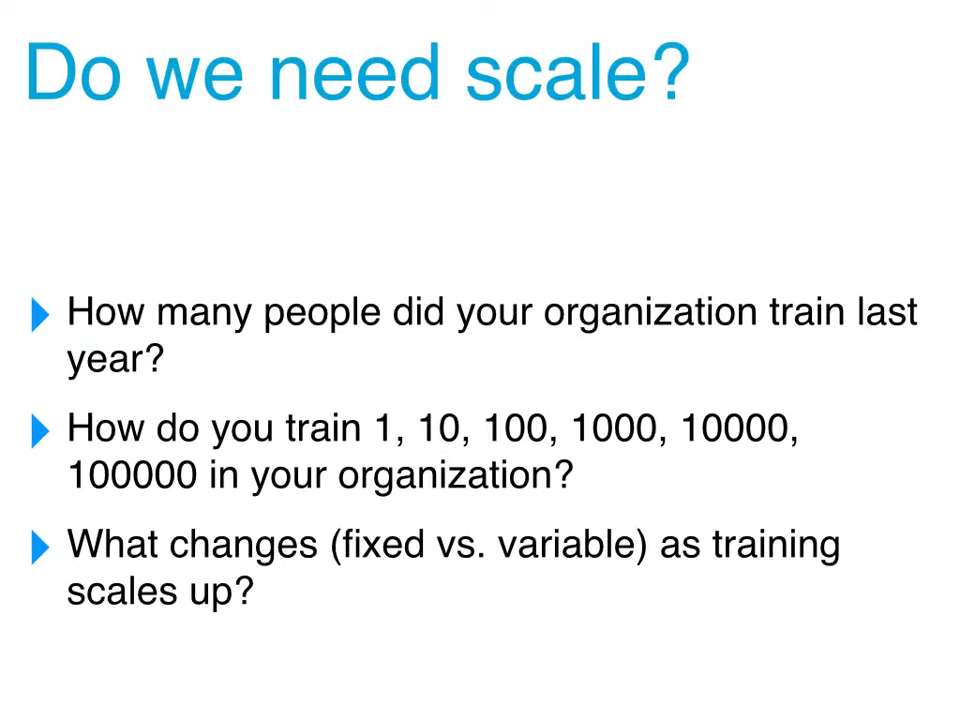 Do we need scale?
How many people did your organization train last
year?
How do you train 1, 10, 100, 1000, 10000,
100000 in your organization?
What changes (fixed vs. variable) as training
scales up?